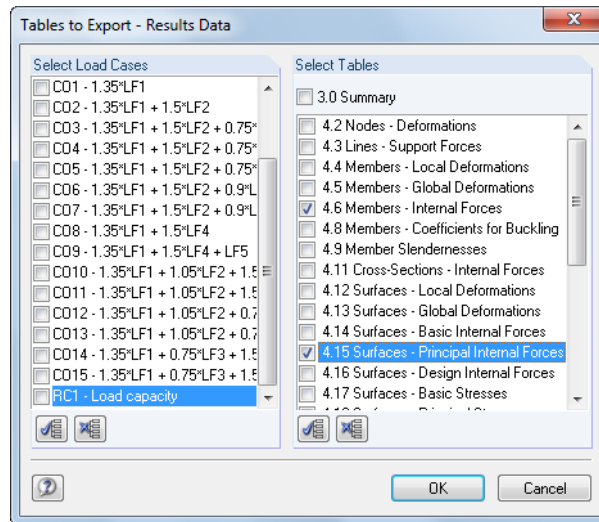 Tables to Export - Results Data
Select Load Cases
CO1 - 1.35*LF1
CO2 - 1.35*LF1 + 1.5*LF2
CO3 - 1.35*LF1 + 1.5*LF2 + 0.75*
CO4 - 1.35*LF1 + 1.5*LF2 + 0.75*
CO5 - 1.35*LF1 + 1.5*LF2 + 0.75*
CO6 - 1.35*LF1 + 1.5*LF2 + 0.9*L
CO7 - 1.35*LF1 + 1.5*LF2 + 0.9*L
CO8 - 1.35*LF1 + 1.5*LF4
CO9 - 1.35*LF1 + 1.5*LF4 + LF5
CO10 - 1.35*LF1 + 1.05*LF2 + 1.5
CO11 - 1.35*LF1 + 1.05*LF2 + 1.5
CO12 - 1.35*LF1 + 1.05*LF2 + 0.7
CO13 - 1.35*LF1 + 1.05*LF2 + 0.7
CO14 - 1.35*LF1 + 0.75*LF3 + 1.5
CO15 - 1.35*LF1 + 0.75*LF3 + 1.5
RC1 - Load capacity
Select Tables
3.0 Summary
4.2 Nodes - Deformations
4.3 Lines - Support Forces
4.4 Members - Local Deformations
4.5 Members - Global Deformations
4.6 Members - Internal Forces
4.8 Members - Coefficients for Buckling
4.9 Member Slendernesses
4.11 Cross-Sections - Internal Forces
4.12 Surfaces - Local Deformations
4.13 Surfaces - Global Deformations
4.14 Surfaces - Basic Internal Forces
4.15 Surfaces - Principal Internal Forces
4.16 Surfaces - Design Internal Forces
4.17 Surfaces - Basic Stresses
OK
Cancel